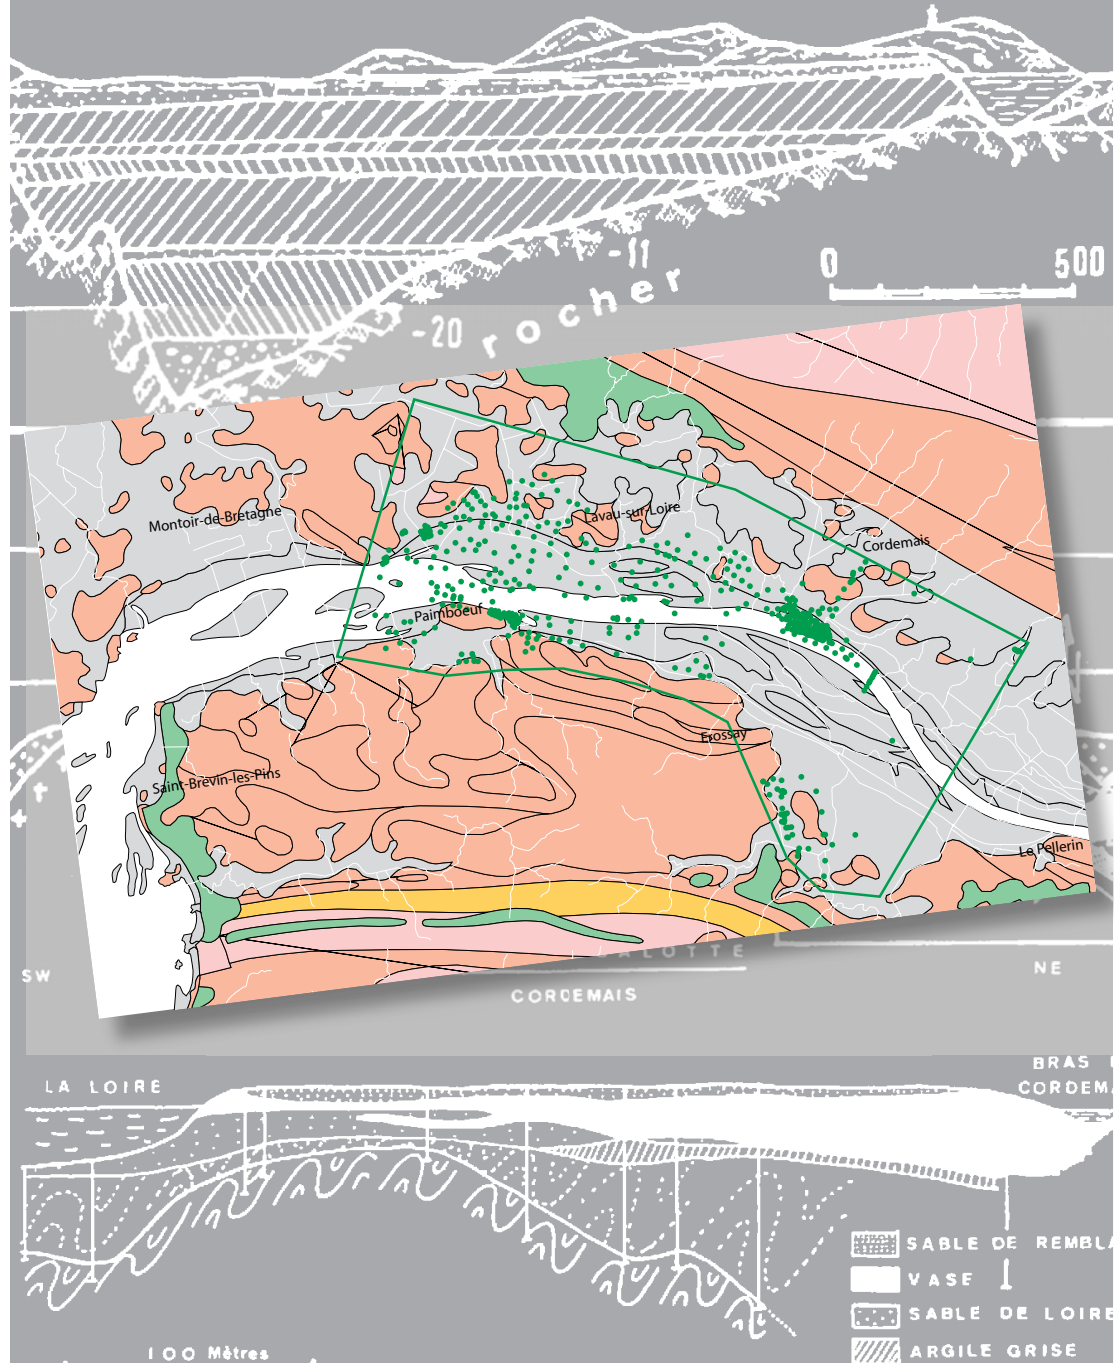 -11
0 500
-20 rocher
Montoir-de-Bretagne
Lavau-sur-Loire
Cordemais
Paimboeuf
Frossay
Saint-Brevin-les-Pins
Le Pellerin
SW
NE
CORDEMAIS
LA LOIRE
BRAS
CORDEMA
SABLE DE REMBLA
VASE
SABLE DE LOIRE
ARGILE GRISE
100 Mètres